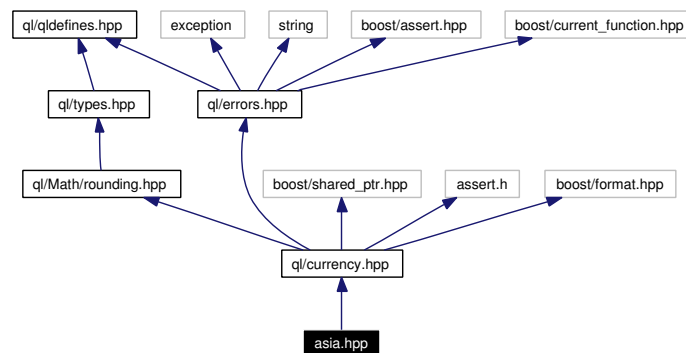 ql/qldefines.hpp
exception
string
boost/assert.hpp
boost/current_function.hpp
ql/types.hpp
ql/errors.hpp
ql/Math/rounding.hpp
boost/shared_ptr.hpp
assert.h
boost/format.hpp
ql/currency.hpp
asia.hpp